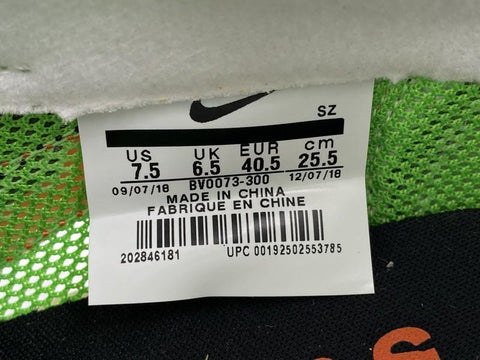 SZ
US UK EUR cm
7.5 6.5 40.5 25.5
09/07/18 BV0073-300 12/07/18
MADE IN CHINA
FABRIQUE EN CHINE
202846181 UPC 00192502553785